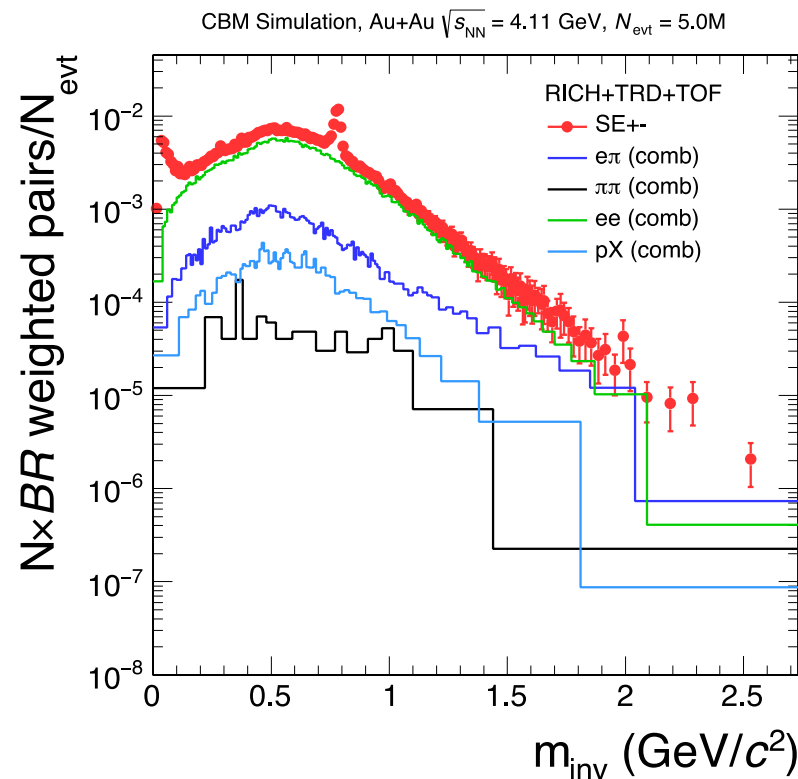 CBM Simulation, Au+Au √s_NN = 4.11 GeV, N_evt = 5.0M
N×BR weighted pairs/N_evt
10⁻²
10⁻³
10⁻⁴
10⁻⁵
10⁻⁶
10⁻⁷
10⁻⁸
RICH+TRD+TOF
SE+-
eπ (comb)
ππ (comb)
ee (comb)
pX (comb)
0 0.5 1 1.5 2 2.5
m_inv (GeV/c²)